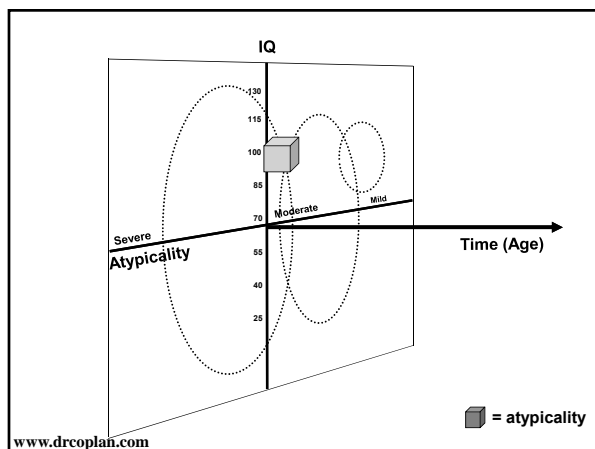 IQ
130
115
100
85
Mild
Moderate
70
Severe
Atypicality
Time (Age)
55
40
25
= atypicality
www.drcoplan.com